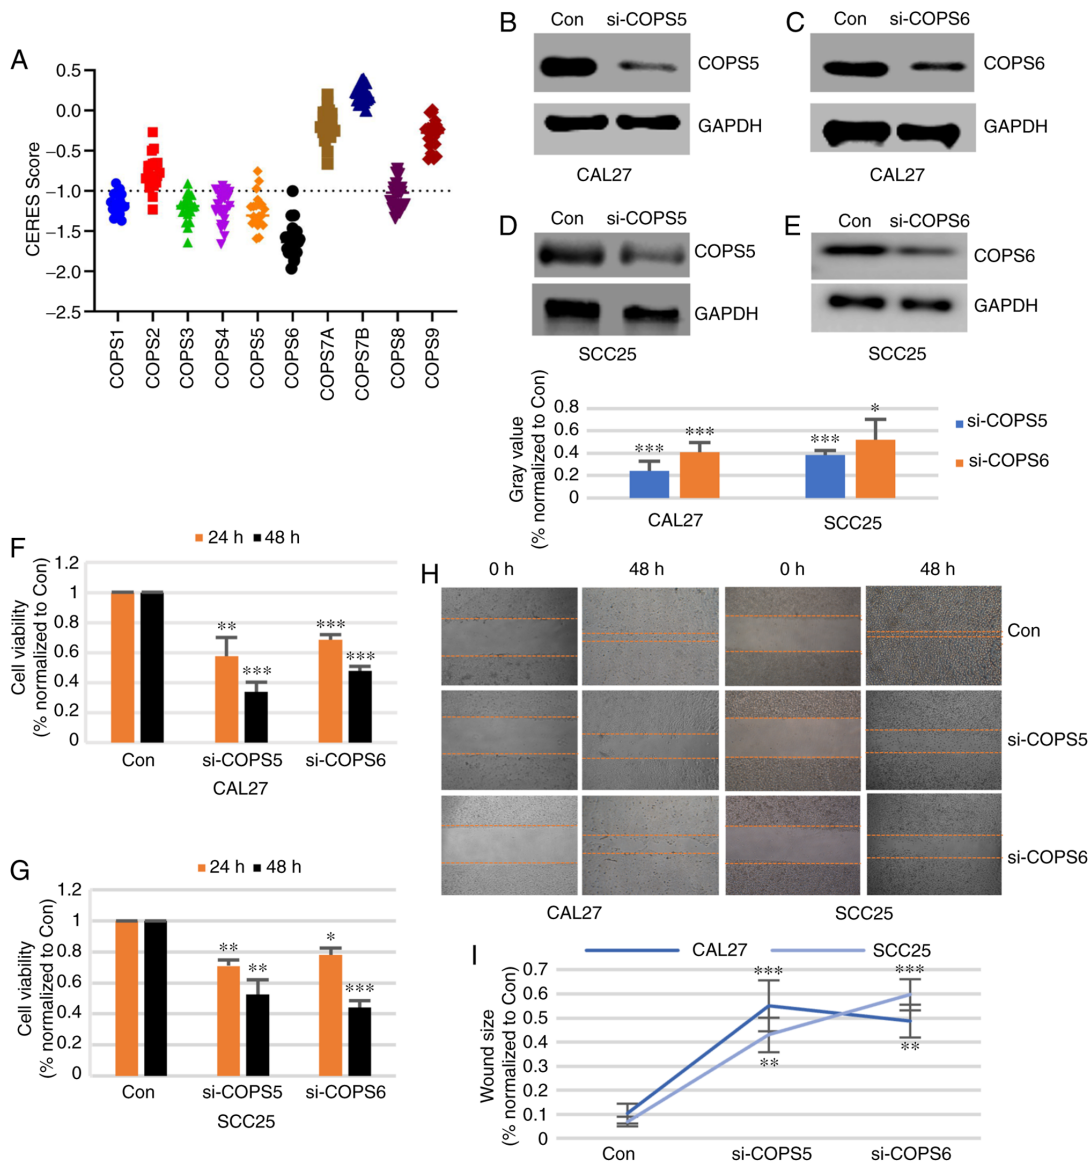 A
CERES Score
0.5
0.0
−0.5
−1.0
−1.5
−2.0
−2.5
COPS1
COPS2
COPS3
COPS4
COPS5
COPS6
COPS7A
COPS7B
COPS8
COPS9
B
Con si-COPS5
COPS5
GAPDH
CAL27
C
Con si-COPS6
COPS6
GAPDH
CAL27
D
Con si-COPS5
COPS5
GAPDH
SCC25
E
Con si-COPS6
COPS6
GAPDH
SCC25
Gray value
(% normalized to Con)
0.8
0.6
0.4
0.2
0
***
***
***
*
CAL27
SCC25
si-COPS5
si-COPS6
F
24 h 48 h
Cell viability
(% normalized to Con)
1.2
1
0.8
0.6
0.4
0.2
0
**
***
***
***
Con si-COPS5 si-COPS6
CAL27
G
24 h 48 h
Cell viability
(% normalized to Con)
1.2
1
0.8
0.6
0.4
0.2
0
**
**
*
***
Con si-COPS5 si-COPS6
SCC25
H
0 h 48 h 0 h 48 h
Con
si-COPS5
si-COPS6
CAL27 SCC25
I
CAL27 SCC25
Wound size
(% normalized to Con)
0.7
0.6
0.5
0.4
0.3
0.2
0.1
0
***
**
***
**
Con si-COPS5 si-COPS6